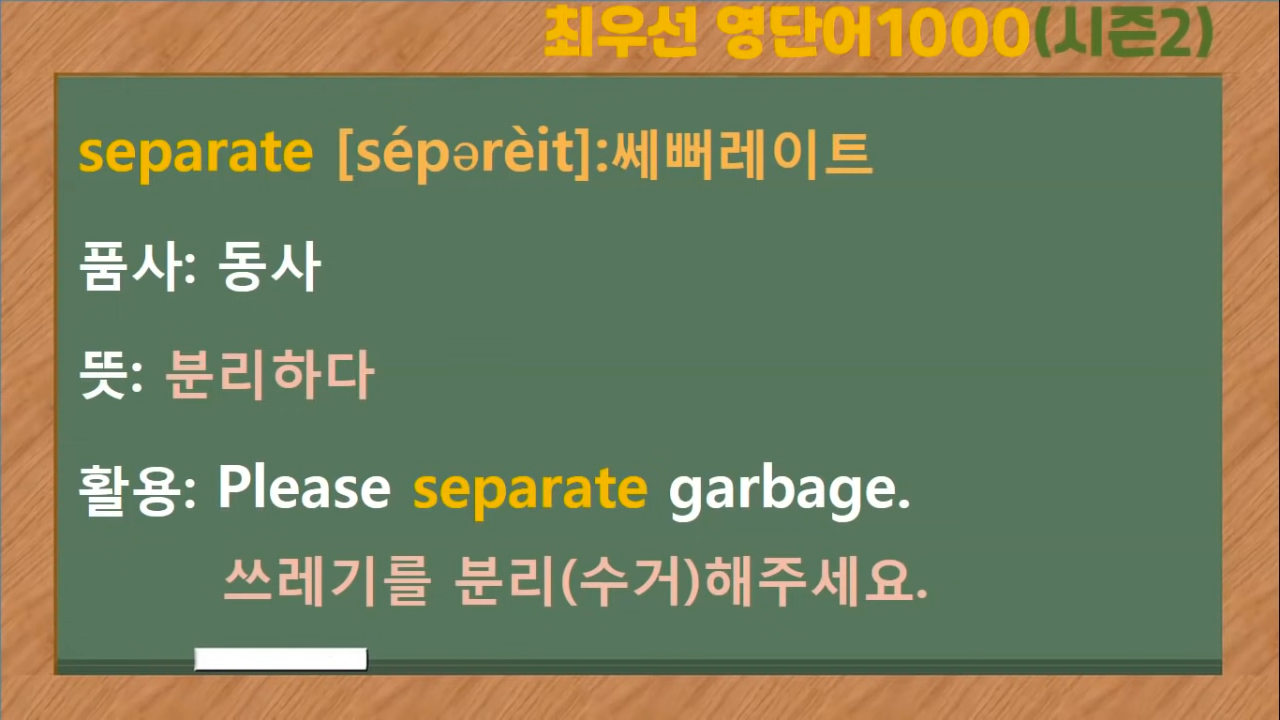 최우선 영단어1000(시즌2)
separate [sépərèit]:쎄뻐레이트
품사: 동사
뜻: 분리하다
활용: Please separate garbage.
쓰레기를 분리(수거)해주세요.